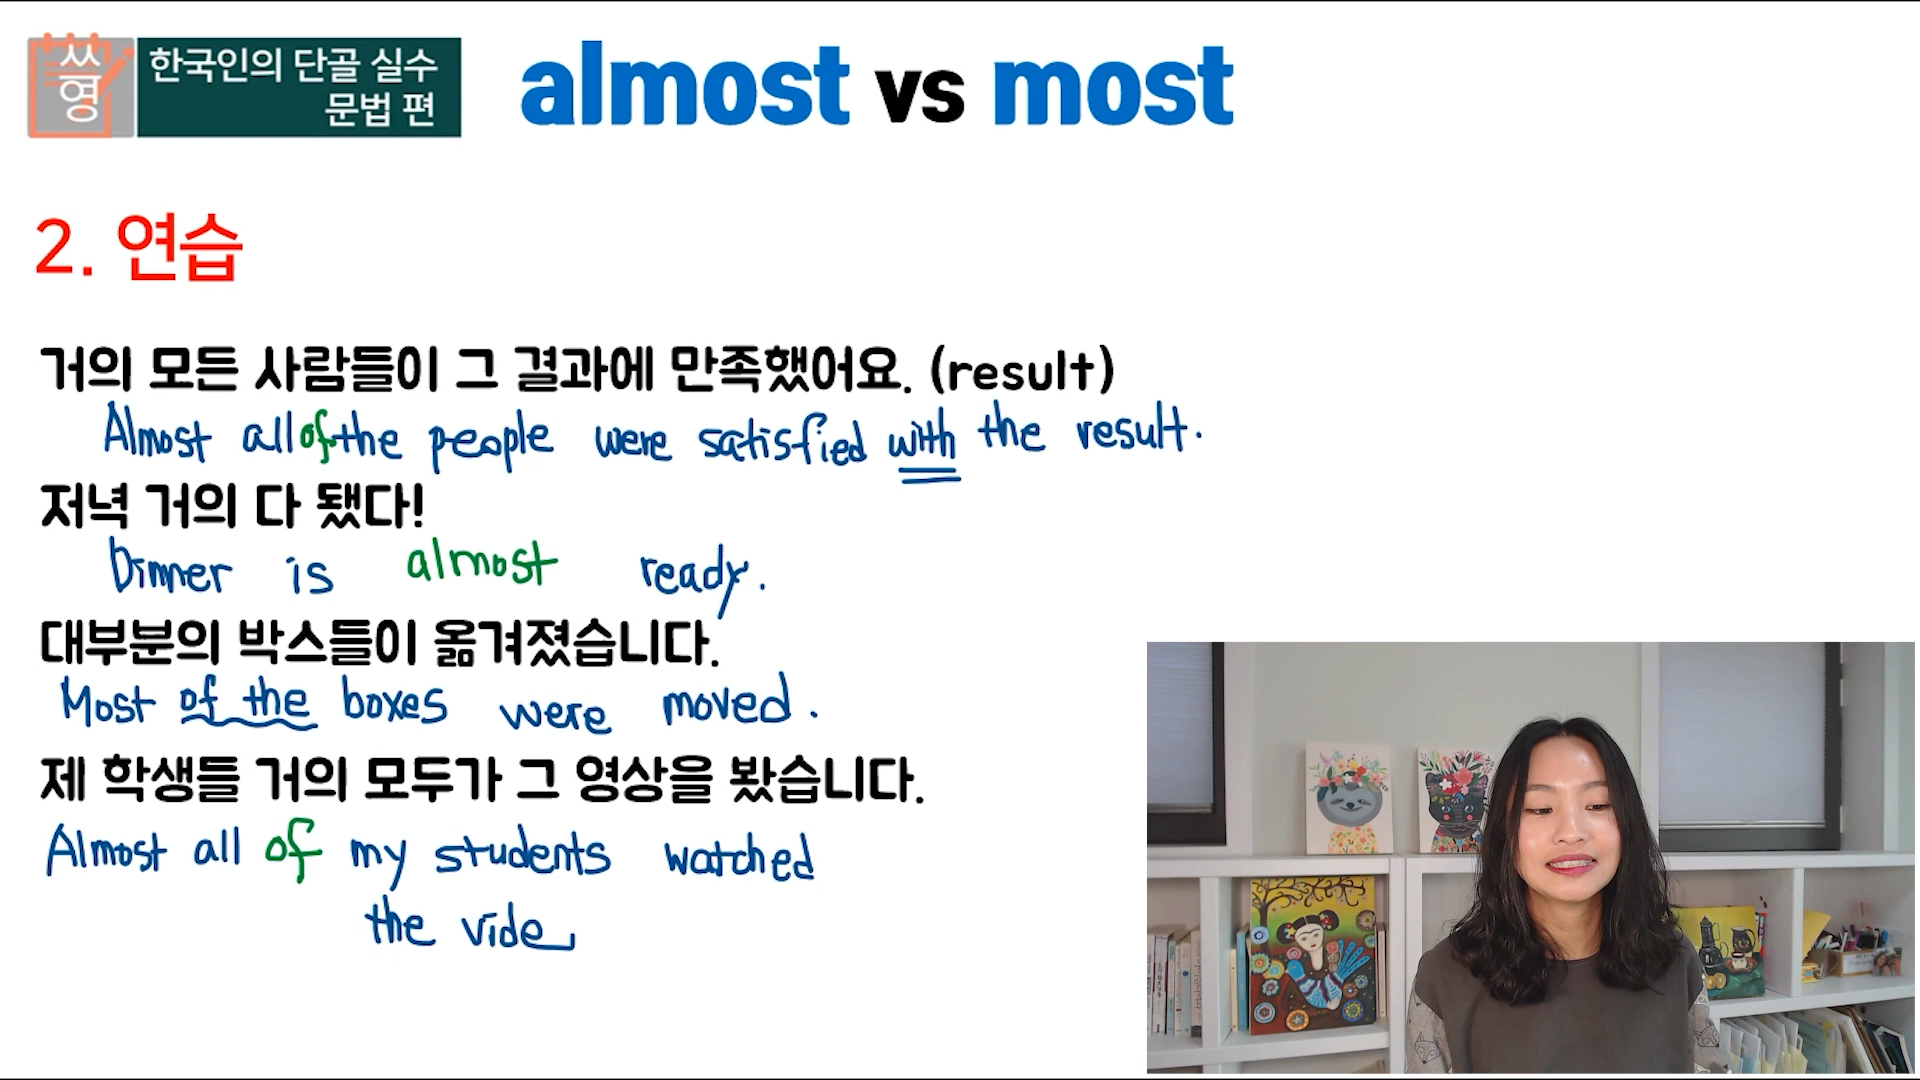 쓰영
한국인의 단골 실수
문법 편
almost vs most
2. 연습
거의 모든 사람들이 그 결과에 만족했어요. (result)
Almost all of the people were satisfied with the result.
저녁 거의 다 됐다!
Dinner is almost ready.
대부분의 박스들이 옮겨졌습니다.
Most of the boxes were moved.
제 학생들 거의 모두가 그 영상을 봤습니다.
Almost all of my students watched
the vide